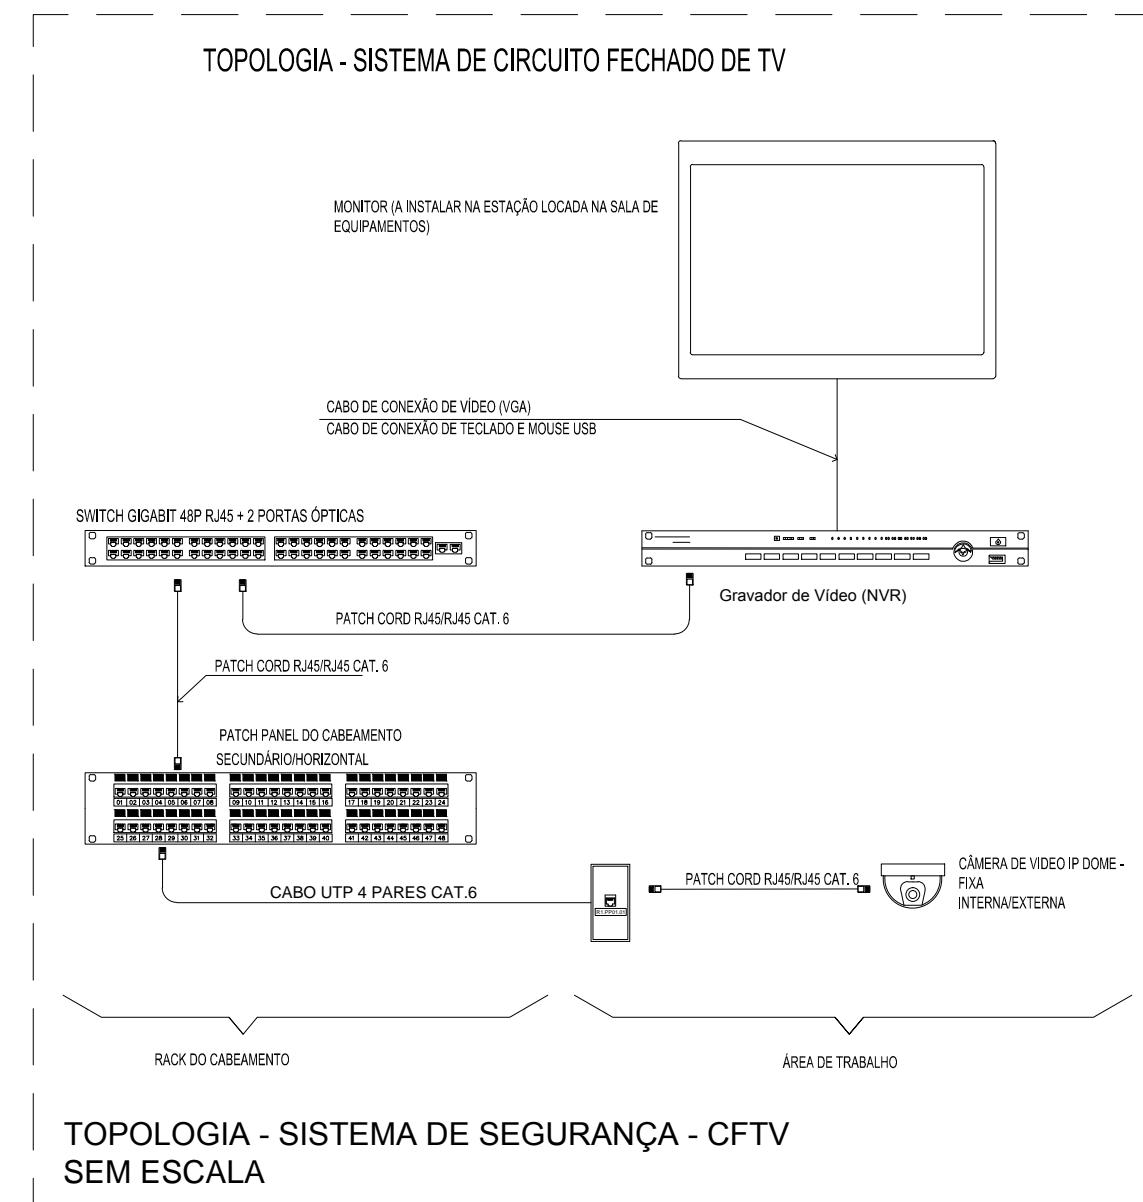 TOPOLOGIA - SISTEMA DE CIRCUITO FECHADO DE TV
MONITOR (A INSTALAR NA ESTAÇÃO LOCADA NA SALA DE
EQUIPAMENTOS)
CABO DE CONEXÃO DE VÍDEO (VGA)
CABO DE CONEXÃO DE TECLADO E MOUSE USB
SWITCH GIGABIT 48P RJ45 + 2 PORTAS ÓPTICAS
Gravador de Vídeo (NVR)
PATCH CORD RJ45/RJ45 CAT. 6
PATCH CORD RJ45/RJ45 CAT. 6
PATCH PANEL DO CABEAMENTO
SECUNDÁRIO/HORIZONTAL
01 02 03 04 05 06 07 08 09 10 11 12 13 14 15 16 17 18 19 20 21 22 23 24
25 26 27 28 29 30 31 32 33 34 35 36 37 38 39 40 41 42 43 44 45 46 47 48
CABO UTP 4 PARES CAT.6
R1.PP01.01
PATCH CORD RJ45/RJ45 CAT. 6
CÂMERA DE VIDEO IP DOME -
FIXA
INTERNA/EXTERNA
RACK DO CABEAMENTO
ÁREA DE TRABALHO
TOPOLOGIA - SISTEMA DE SEGURANÇA - CFTV
SEM ESCALA